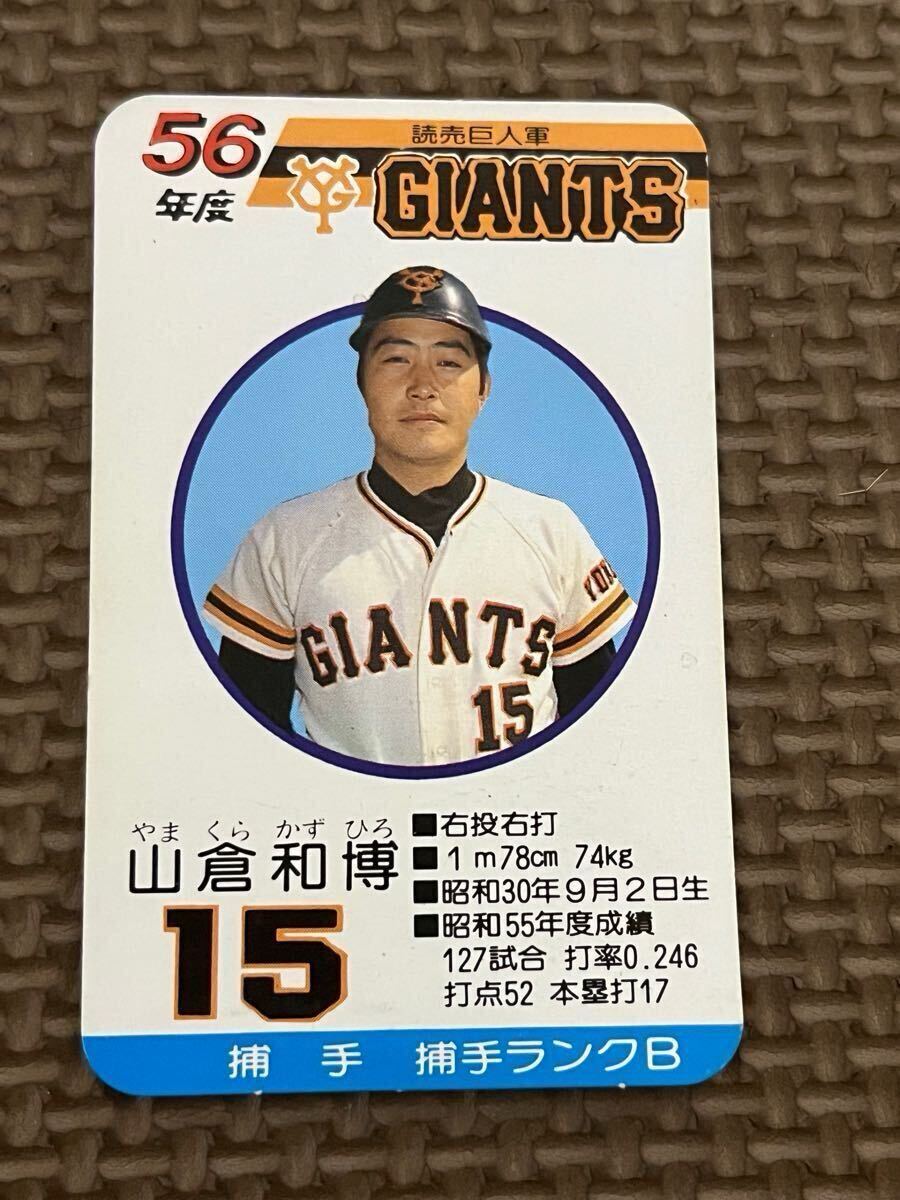 56
年度
読売巨人軍
YG GIANTS
GIANTS
15
やま くら かず ひろ
山倉和博
15
■右投右打
■1m78cm 74kg
■昭和30年9月2日生
■昭和55年度成績
127試合 打率0.246
打点52 本塁打17
捕手 捕手ランクB